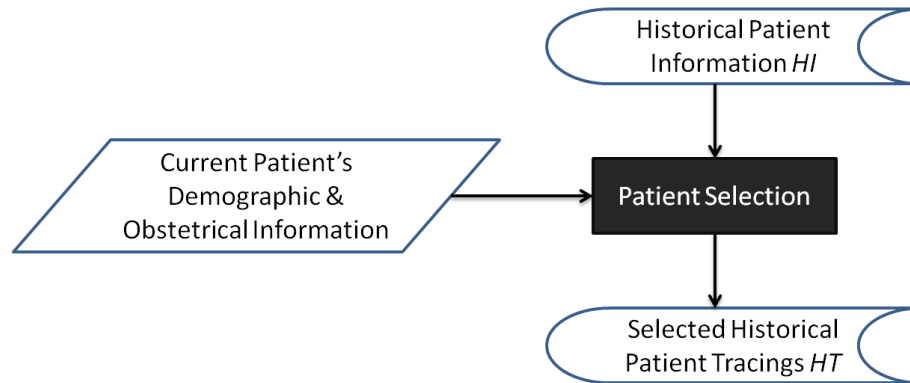 Historical Patient
Information HI
Current Patient’s
Demographic &
Obstetrical Information
Patient Selection
Selected Historical
Patient Tracings HT